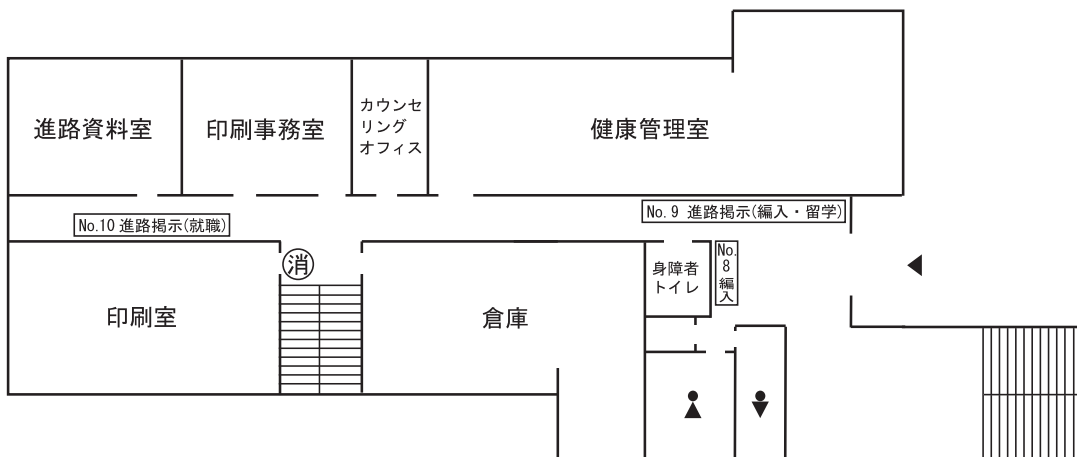 進路資料室
印刷事務室
カウンセ
リング
オフィス
健康管理室
No.10 進路掲示(就職)
No.9 進路掲示(編入・留学)
消
身障者
トイレ
No.
8
編
入
印刷室
倉庫